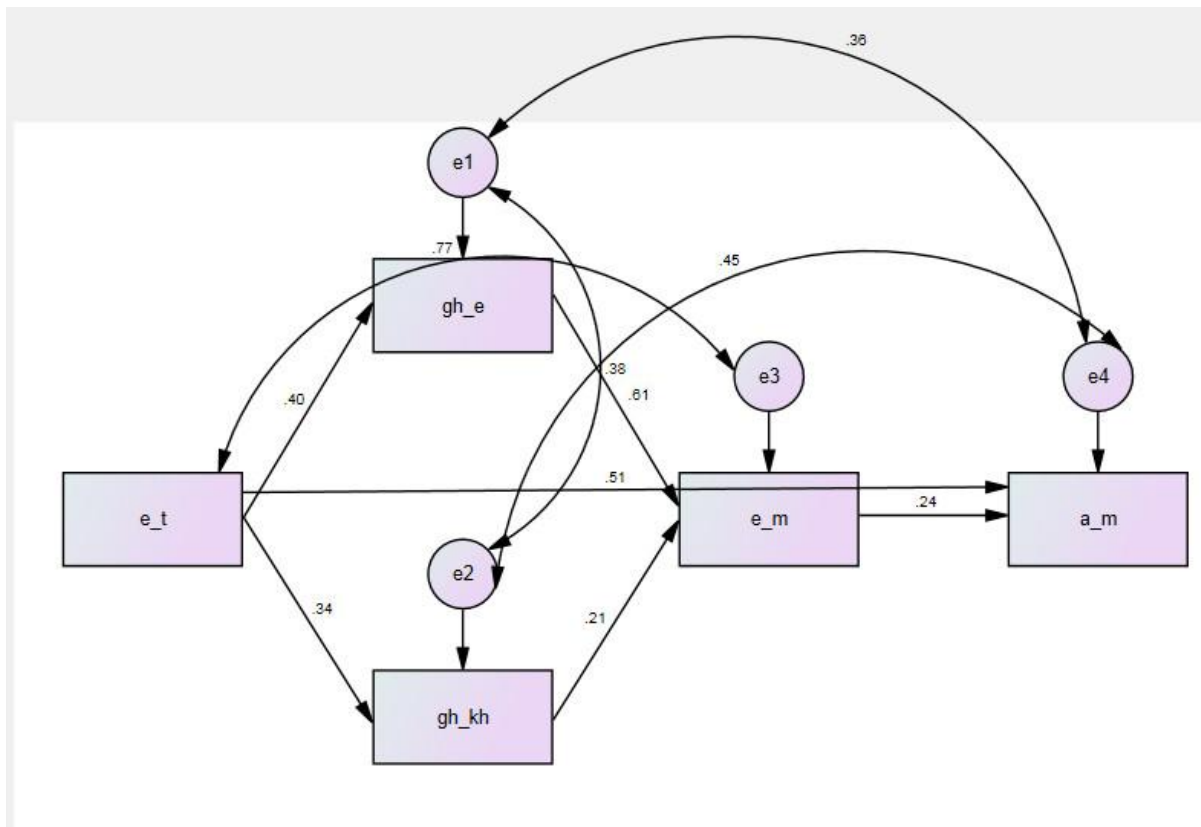 .36
e1
.77
.45
gh_e
e3
e4
.38
.40
.61
.51
e_t
e_m
.24
a_m
e2
.34
.21
gh_kh